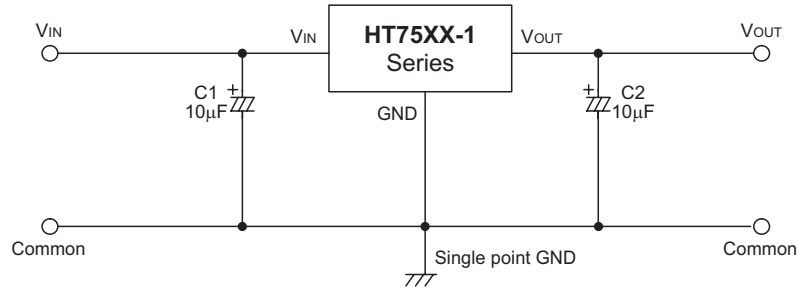 VIN
VIN
HT75XX-1
Series
VOUT
VOUT
C1
10μF
+
GND
+
C2
10μF
Common
Single point GND
Common